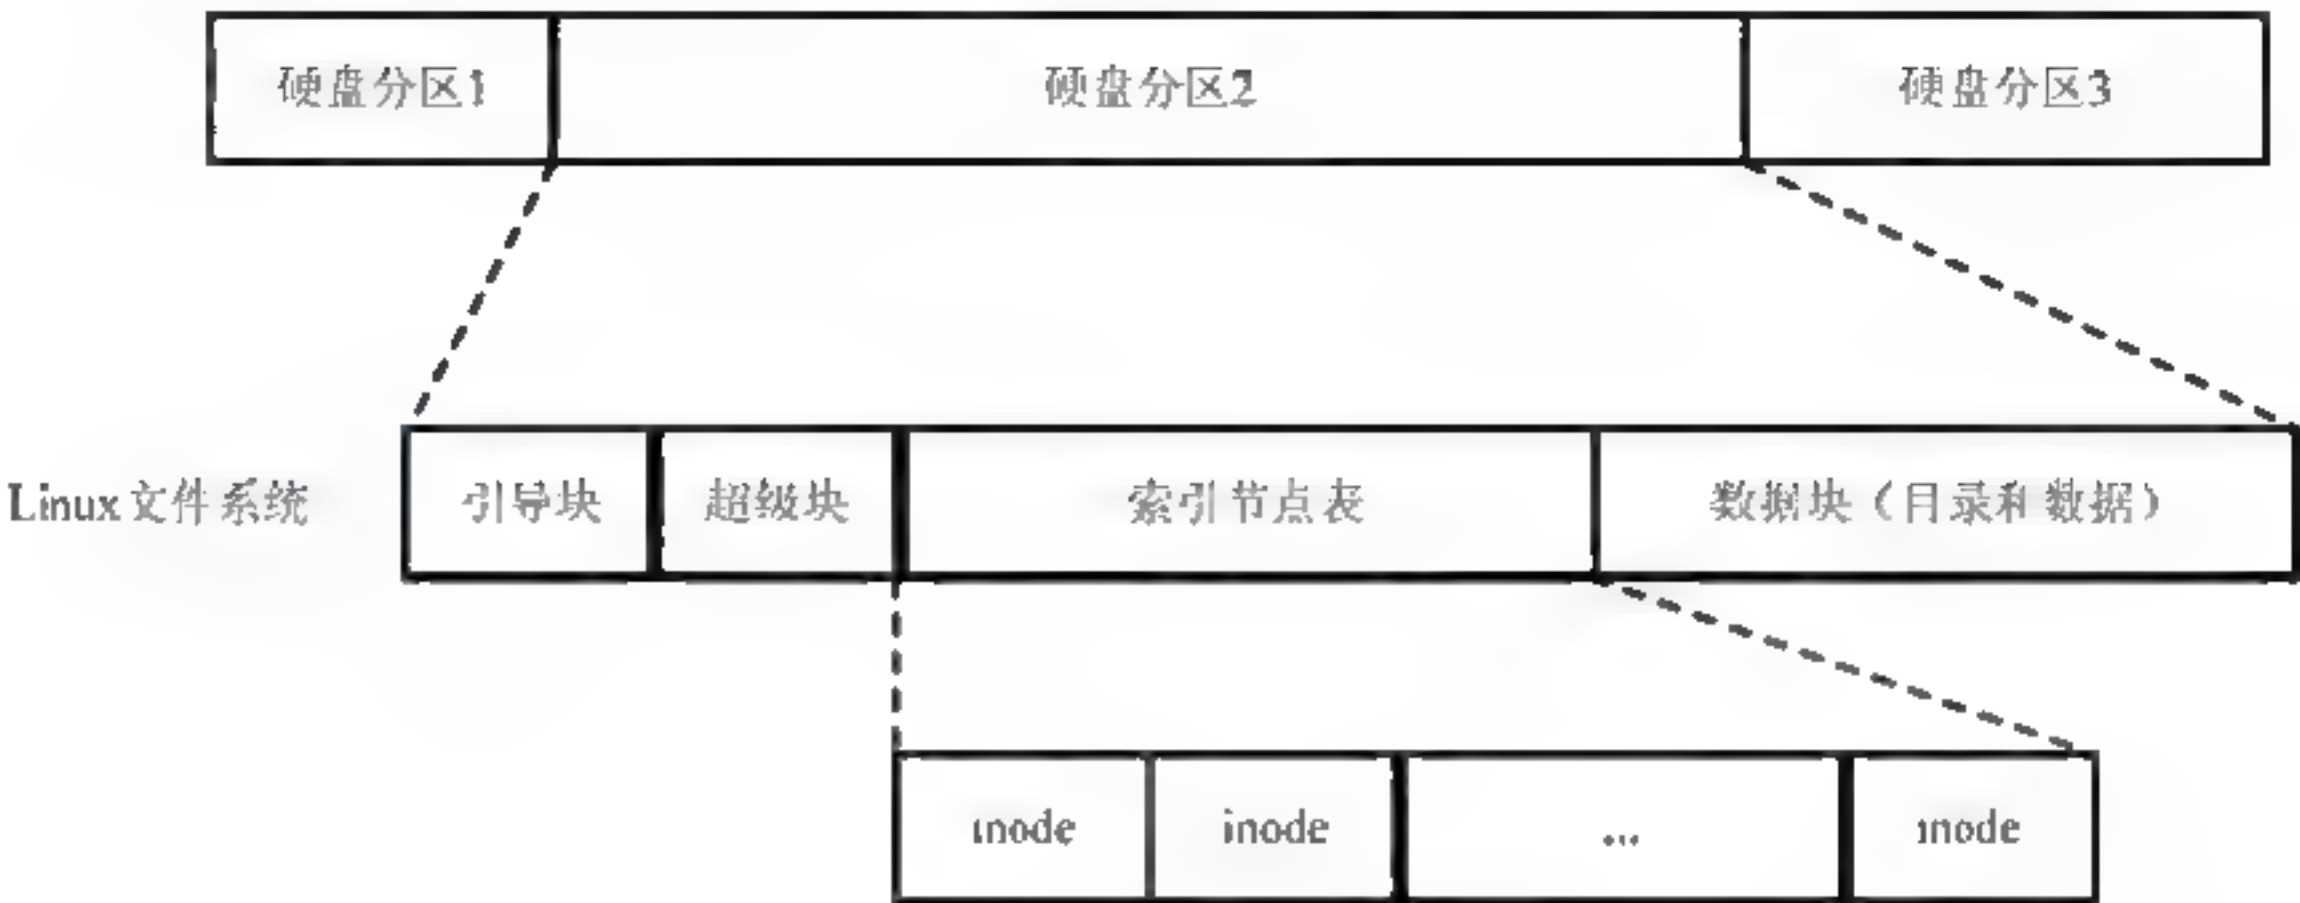 硬盘分区1
硬盘分区2
硬盘分区3
Linux文件系统
引导块
超级块
索引节点表
数据块（目录和数据）
inode
inode
...
inode